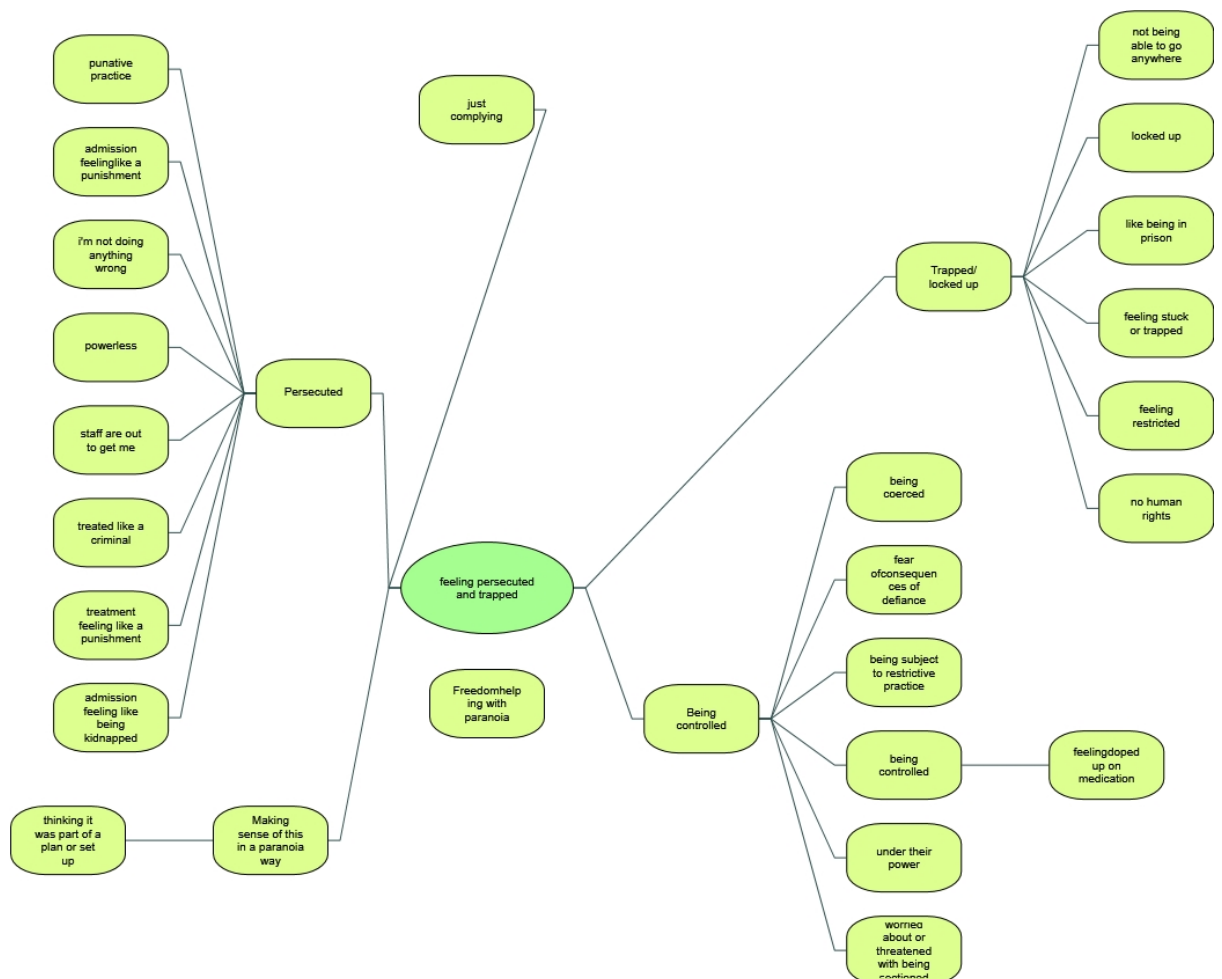 punative
practice
admission
feelinglike a
punishment
i'm not doing
anything
wrong
powerless
staff are out
to get me
treated like a
criminal
treatment
feeling like a
punishment
admission
feeling like
being
kidnapped
Persecuted
just
complying
thinking it
was part of a
plan or set
up
Making
sense of this
in a paranoia
way
feeling persecuted
and trapped
Freedomhelp
ing with
paranoia
Trapped/
locked up
not being
able to go
anywhere
locked up
like being in
prison
feeling stuck
or trapped
feeling
restricted
no human
rights
Being
controlled
being
coerced
fear
ofconsequen
ces of
defiance
being subject
to restrictive
practice
being
controlled
feelingdoped
up on
medication
under their
power
worried
about or
threatened
with being
sectioned